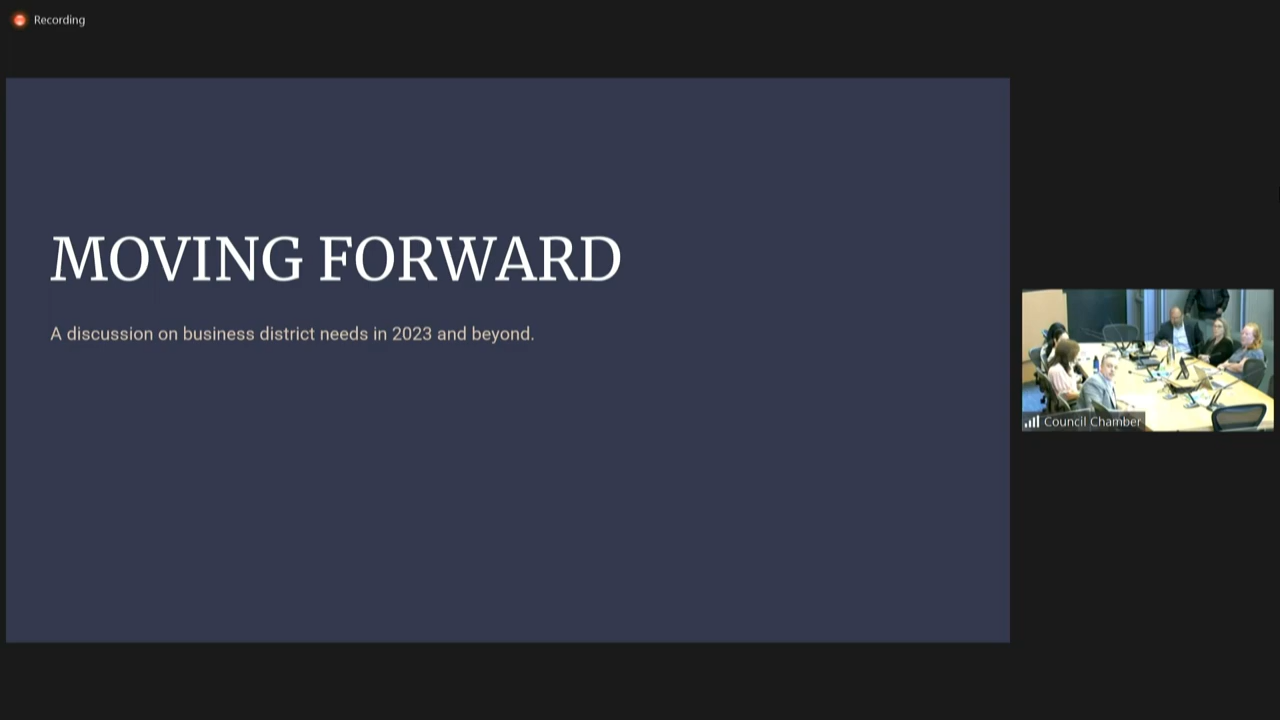 Recording
MOVING FORWARD
A discussion on business district needs in 2023 and beyond.
Council Chamber